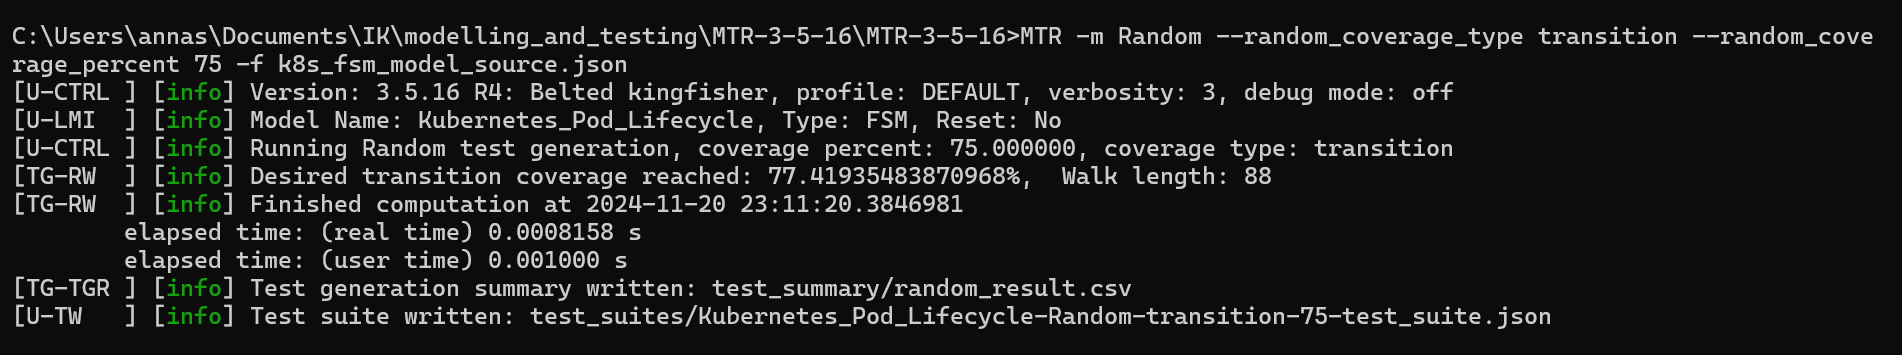 C:\Users\annas\Documents\IK\modelling_and_testing\MTR-3-5-16\MTR-3-5-16>MTR -m Random --random_coverage_type transition --random_cove
rage_percent 75 -f k8s_fsm_model_source.json
[U-CTRL ] [info] Version: 3.5.16 R4: Belted kingfisher, profile: DEFAULT, verbosity: 3, debug mode: off
[U-LMI  ] [info] Model Name: Kubernetes_Pod_Lifecycle, Type: FSM, Reset: No
[U-CTRL ] [info] Running Random test generation, coverage percent: 75.000000, coverage type: transition
[TG-RW  ] [info] Desired transition coverage reached: 77.41935483870968%,  Walk length: 88
[TG-RW  ] [info] Finished computation at 2024-11-20 23:11:20.3846981
        elapsed time: (real time) 0.0008158 s
        elapsed time: (user time) 0.001000 s
[TG-TGR ] [info] Test generation summary written: test_summary/random_result.csv
[U-TW   ] [info] Test suite written: test_suites/Kubernetes_Pod_Lifecycle-Random-transition-75-test_suite.json